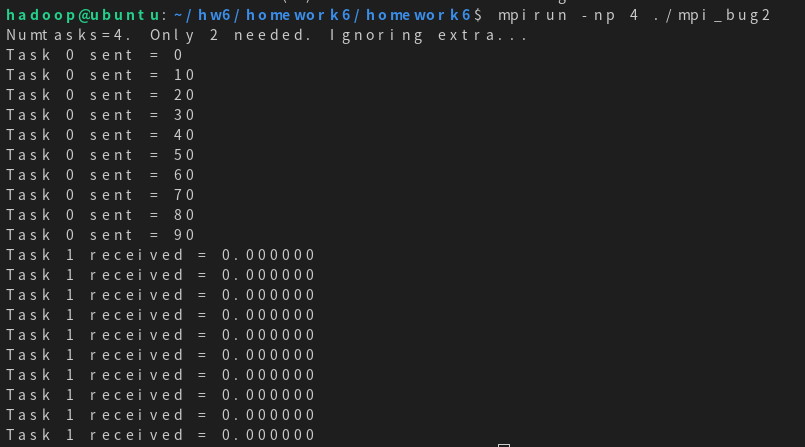 hadoop@ubuntu:~/hw6/homework6/homework6$ mpirun -np 4 ./mpi_bug2
Numtasks=4. Only 2 needed. Ignoring extra...
Task 0 sent = 0
Task 0 sent = 10
Task 0 sent = 20
Task 0 sent = 30
Task 0 sent = 40
Task 0 sent = 50
Task 0 sent = 60
Task 0 sent = 70
Task 0 sent = 80
Task 0 sent = 90
Task 1 received = 0.000000
Task 1 received = 0.000000
Task 1 received = 0.000000
Task 1 received = 0.000000
Task 1 received = 0.000000
Task 1 received = 0.000000
Task 1 received = 0.000000
Task 1 received = 0.000000
Task 1 received = 0.000000
Task 1 received = 0.000000